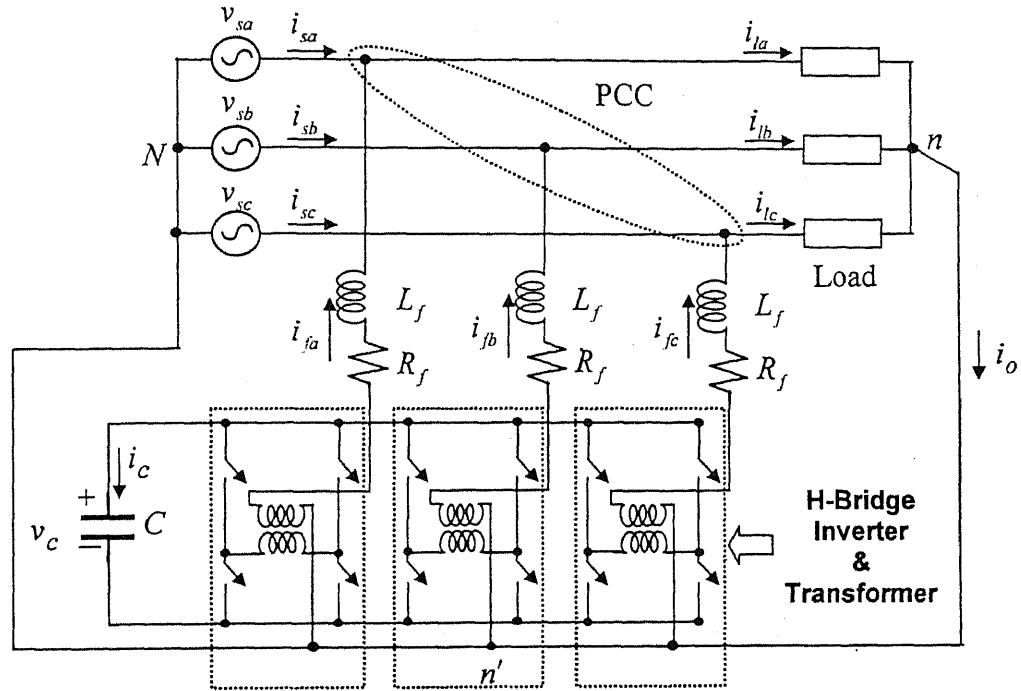 v_sa
i_sa
i_la
PCC
v_sb
i_sb
i_lb
N
n
v_sc
i_sc
i_lc
Load
L_f
L_f
L_f
i_fa
i_fb
i_fc
R_f
R_f
R_f
i_o
i_c
+
v_c
C
−
H-Bridge
Inverter
&
Transformer
n'